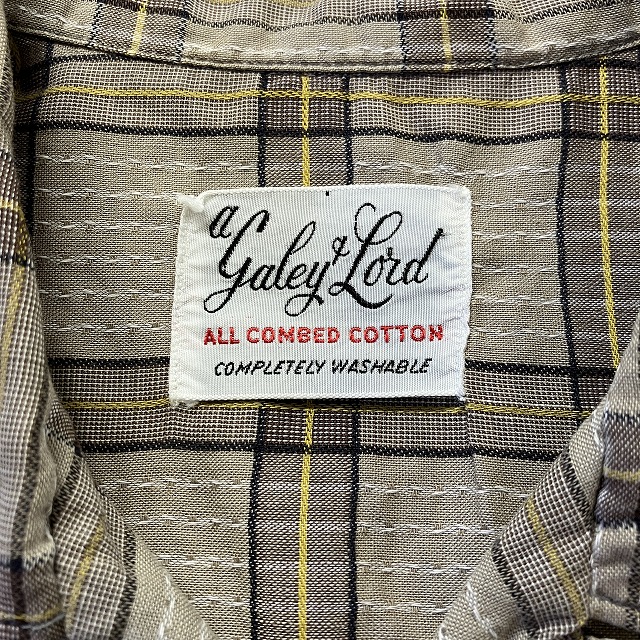 a
Galey & Lord
ALL COMBED COTTON
COMPLETELY WASHABLE